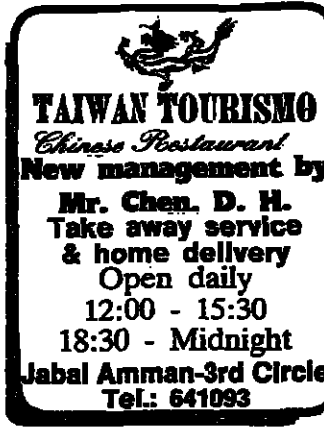 TAIWAN TOURISMO
Chinese Restaurant
New management by
Mr. Chen. D. H.
Take away service
& home delivery
Open daily
12:00 - 15:30
18:30 - Midnight
Jabal Amman-3rd Circle
Tel.: 641093